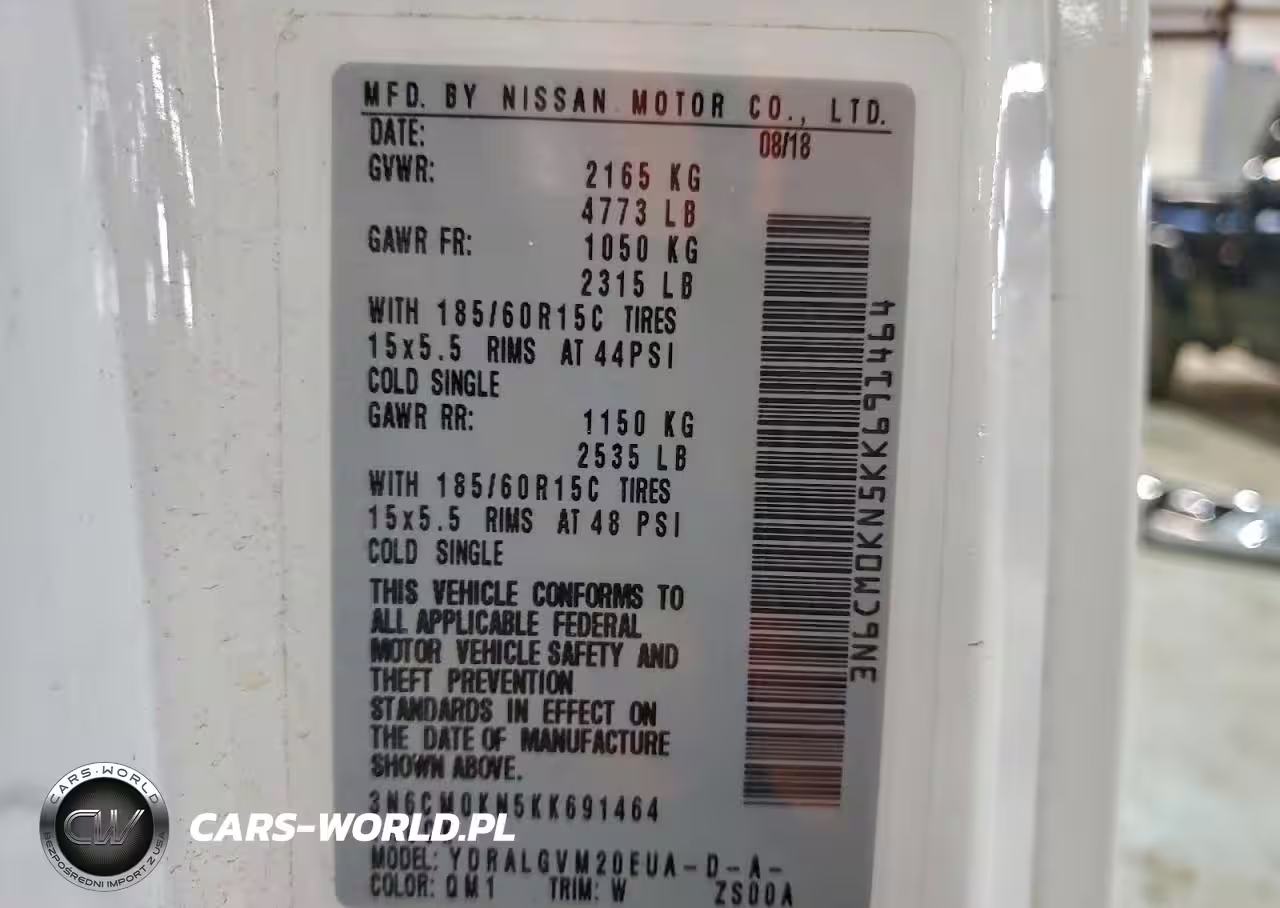 MFD. BY NISSAN MOTOR CO., LTD.
DATE: 08/18
GVWR: 2165 KG
4773 LB
GAWR FR: 1050 KG
2315 LB
WITH 185/60R15C TIRES
15x5.5 RIMS AT 44PSI
COLD SINGLE
GAWR RR: 1150 KG
2535 LB
WITH 185/60R15C TIRES
15x5.5 RIMS AT 48 PSI
COLD SINGLE
THIS VEHICLE CONFORMS TO
ALL APPLICABLE FEDERAL
MOTOR VEHICLE SAFETY AND
THEFT PREVENTION
STANDARDS IN EFFECT ON
THE DATE OF MANUFACTURE
SHOWN ABOVE.
3N6CM0KN5KK691464
MODEL: YDRALGVM20EUA-D-A-
COLOR: QM1 TRIM: W ZS00A
3N6CM0KN5KK691464
CARS-WORLD
CW
BEZPOŚREDNI IMPORT Z USA
CARS-WORLD.PL